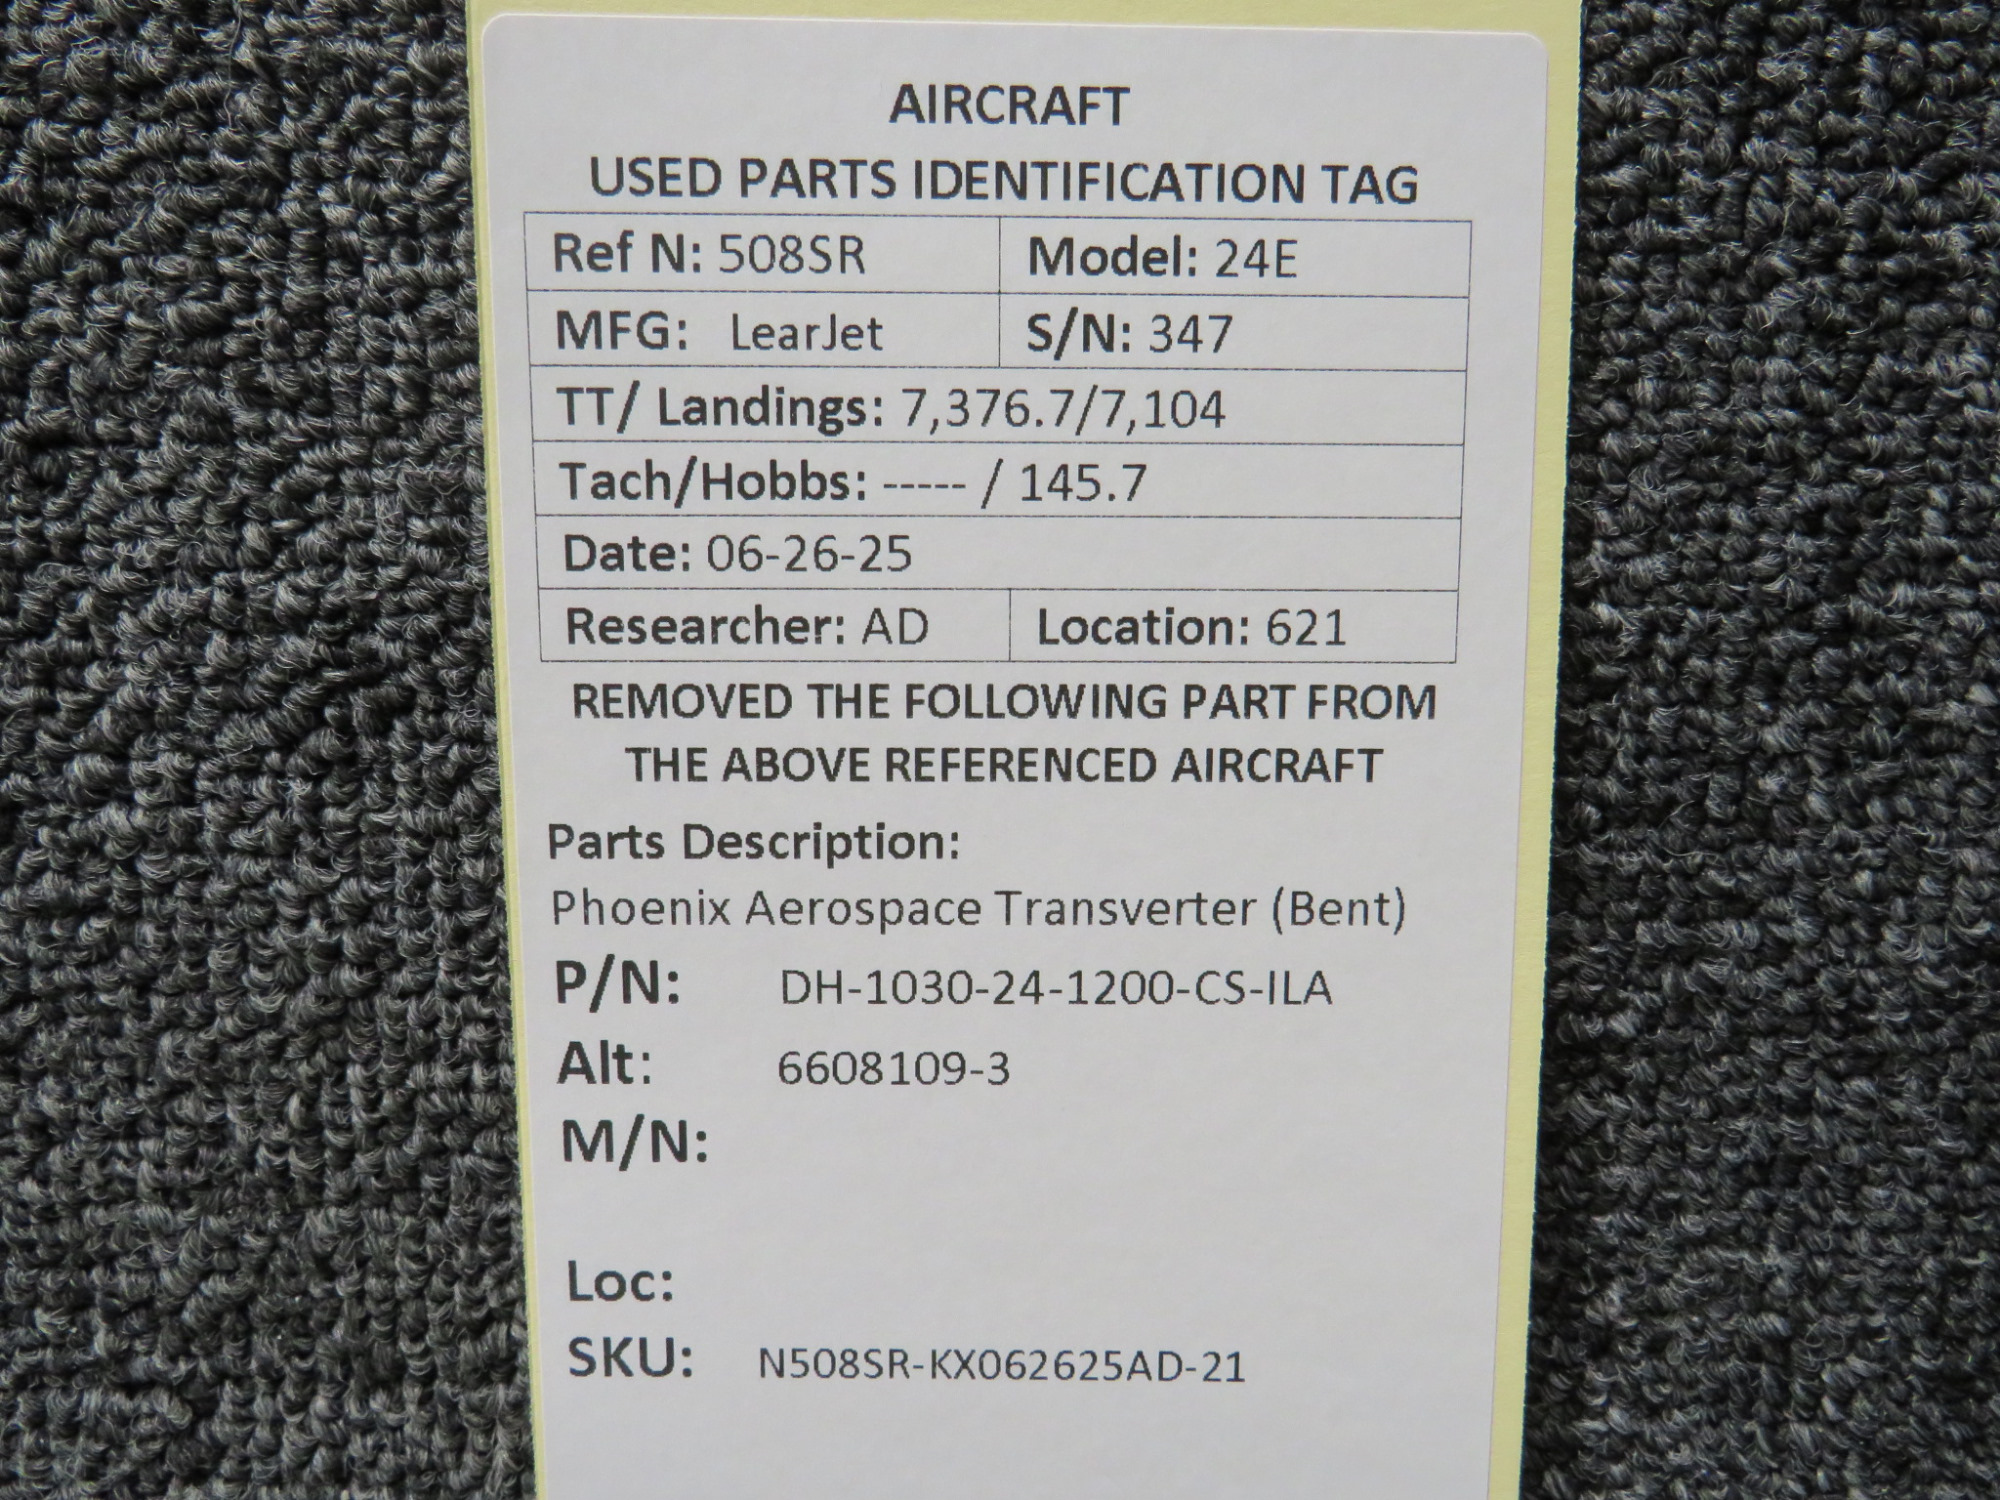 AIRCRAFT
USED PARTS IDENTIFICATION TAG
Ref N: 508SR Model: 24E
MFG: LearJet S/N: 347
TT/ Landings: 7,376.7/7,104
Tach/Hobbs: ----- / 145.7
Date: 06-26-25
Researcher: AD Location: 621
REMOVED THE FOLLOWING PART FROM
THE ABOVE REFERENCED AIRCRAFT
Parts Description:
Phoenix Aerospace Transverter (Bent)
P/N: DH-1030-24-1200-CS-ILA
Alt: 6608109-3
M/N:
Loc:
SKU: N508SR-KX062625AD-21